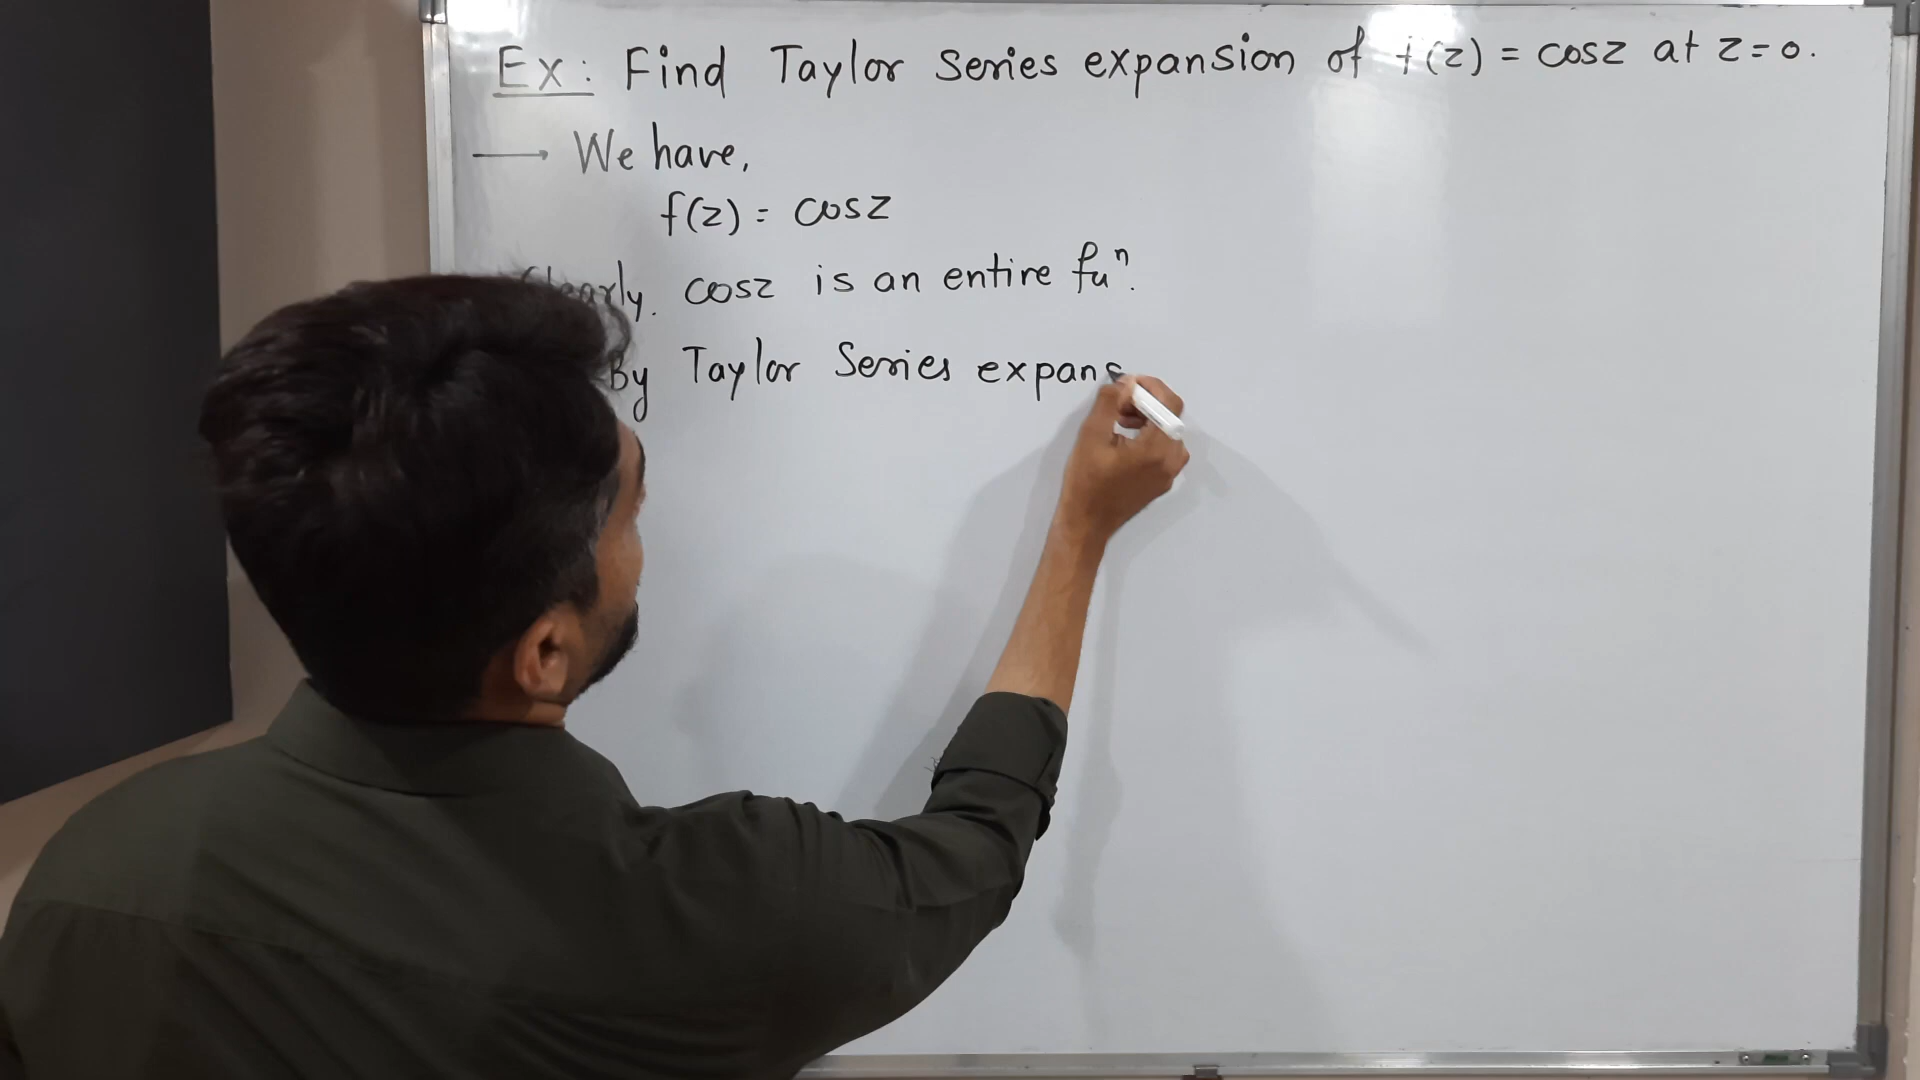 Ex: Find Taylor Series expansion of f(z) = cosz at z=0.
→ We have,
f(z) = cosz
Clearly. cosz is an entire fuⁿ.
By Taylor Series expans